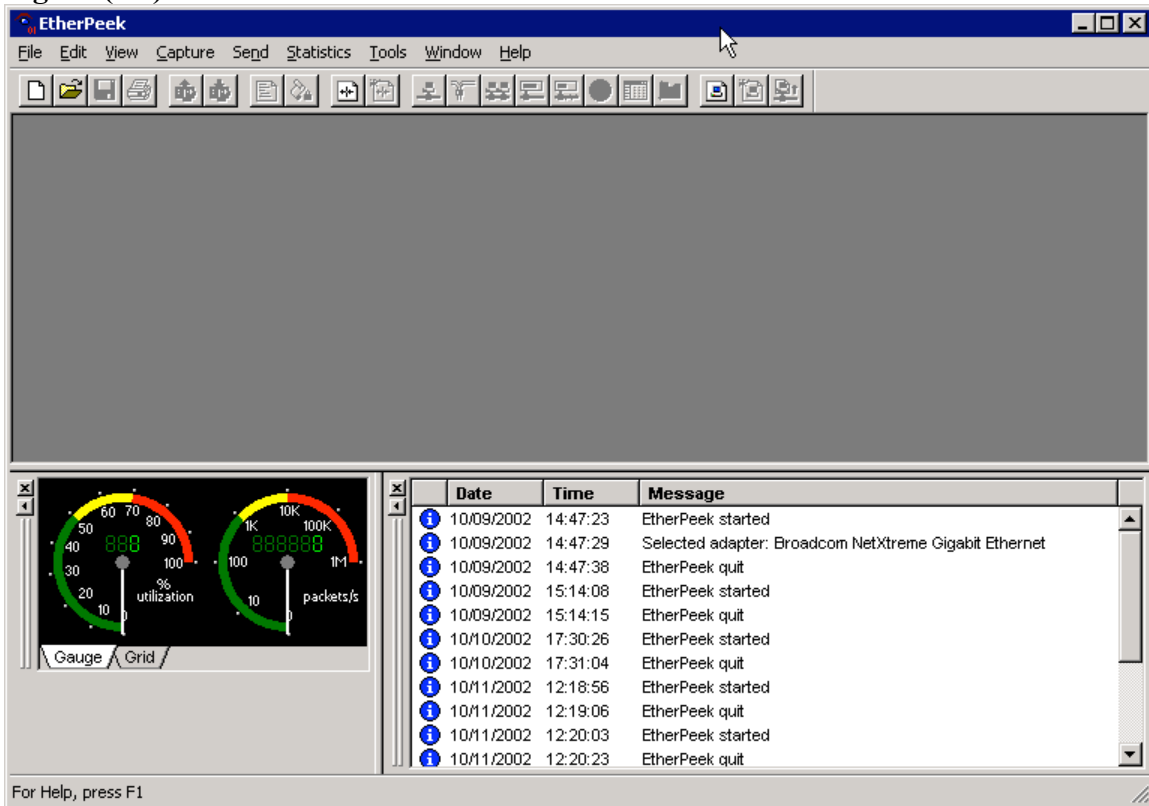 EtherPeek
File Edit View Capture Send Statistics Tools Window Help
0 10 20 30 40 50 60 70 80 90 100
% utilization
10 100 1K 10K 100K 1M
packets/s
Gauge Grid
Date Time Message
10/09/2002 14:47:23 EtherPeek started
10/09/2002 14:47:29 Selected adapter: Broadcom NetXtreme Gigabit Ethernet
10/09/2002 14:47:38 EtherPeek quit
10/09/2002 15:14:08 EtherPeek started
10/09/2002 15:14:15 EtherPeek quit
10/10/2002 17:30:26 EtherPeek started
10/10/2002 17:31:04 EtherPeek quit
10/11/2002 12:18:56 EtherPeek started
10/11/2002 12:19:06 EtherPeek quit
10/11/2002 12:20:03 EtherPeek started
10/11/2002 12:20:23 EtherPeek quit
For Help, press F1